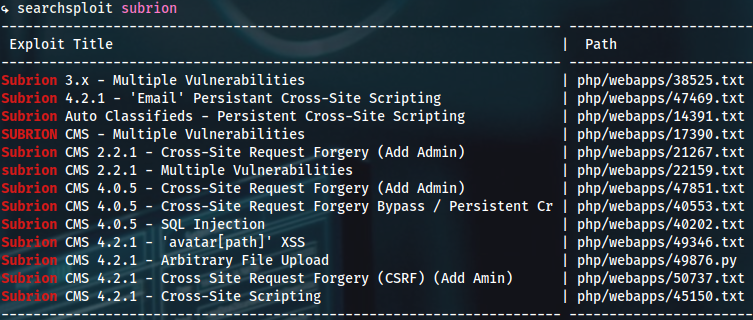 searchsploit subrion
---------------------------------------------------------------------- ----------------------
Exploit Title | Path
---------------------------------------------------------------------- ----------------------
Subrion 3.x - Multiple Vulnerabilities | php/webapps/38525.txt
Subrion 4.2.1 - 'Email' Persistant Cross-Site Scripting | php/webapps/47469.txt
Subrion Auto Classifieds - Persistent Cross-Site Scripting | php/webapps/14391.txt
SUBRION CMS - Multiple Vulnerabilities | php/webapps/17390.txt
Subrion CMS 2.2.1 - Cross-Site Request Forgery (Add Admin) | php/webapps/21267.txt
subrion CMS 2.2.1 - Multiple Vulnerabilities | php/webapps/22159.txt
Subrion CMS 4.0.5 - Cross-Site Request Forgery (Add Admin) | php/webapps/47851.txt
Subrion CMS 4.0.5 - Cross-Site Request Forgery Bypass / Persistent Cr | php/webapps/40553.txt
Subrion CMS 4.0.5 - SQL Injection | php/webapps/40202.txt
Subrion CMS 4.2.1 - 'avatar[path]' XSS | php/webapps/49346.txt
Subrion CMS 4.2.1 - Arbitrary File Upload | php/webapps/49876.py
Subrion CMS 4.2.1 - Cross Site Request Forgery (CSRF) (Add Amin) | php/webapps/50737.txt
Subrion CMS 4.2.1 - Cross-Site Scripting | php/webapps/45150.txt
---------------------------------------------------------------------- ----------------------